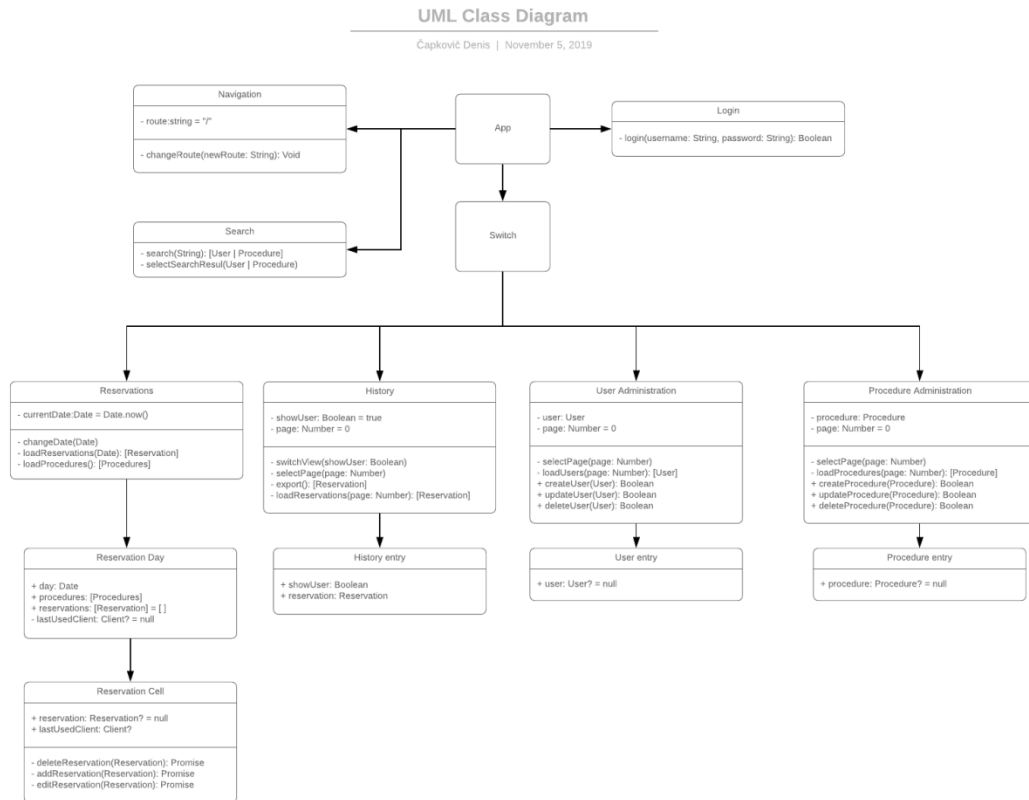 UML Class Diagram
Čapkovič Denis | November 5, 2019
Navigation
- route:string = "/"
- changeRoute(newRoute: String): Void
App
Login
- login(username: String, password: String): Boolean
Search
- search(String): [User | Procedure]
- selectSearchResul(User | Procedure)
Switch
Reservations
- currentDate:Date = Date.now()
- changeDate(Date)
- loadReservations(Date): [Reservation]
- loadProcedures(): [Procedures]
History
- showUser: Boolean = true
- page: Number = 0
- switchView(showUser: Boolean)
- selectPage(page: Number)
- export(): [Reservation]
- loadReservations(page: Number): [Reservation]
User Administration
- user: User
- page: Number = 0
- selectPage(page: Number)
- loadUsers(page: Number): [User]
+ createUser(User): Boolean
+ updateUser(User): Boolean
+ deleteUser(User): Boolean
Procedure Administration
- procedure: Procedure
- page: Number = 0
- selectPage(page: Number)
- loadProcedures(page: Number): [Procedure]
+ createProcedure(Procedure): Boolean
+ updateProcedure(Procedure): Boolean
+ deleteProcedure(Procedure): Boolean
Reservation Day
+ day: Date
+ procedures: [Procedures]
+ reservations: [Reservation] = [ ]
- lastUsedClient: Client? = null
History entry
+ showUser: Boolean
+ reservation: Reservation
User entry
+ user: User? = null
Procedure entry
+ procedure: Procedure? = null
Reservation Cell
+ reservation: Reservation? = null
+ lastUsedClient: Client?
- deleteReservation(Reservation): Promise
- addReservation(Reservation): Promise
- editReservation(Reservation): Promise